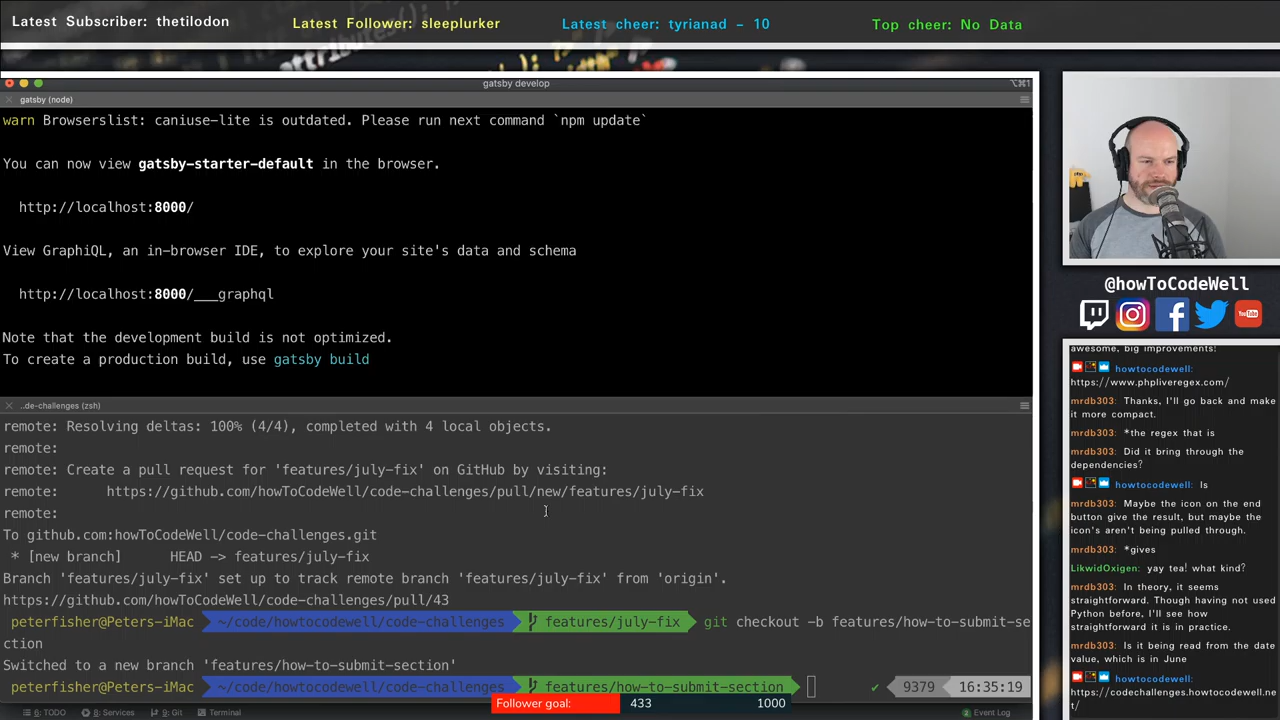 Latest Subscriber: thetilodon
Latest Follower: sleeplurker
Latest cheer: tyrianad - 10
Top cheer: No Data
attributes();
gatsby develop
⌥⌘1
gatsby (node)
warn Browserslist: caniuse-lite is outdated. Please run next command `npm update`
You can now view gatsby-starter-default in the browser.
http://localhost:8000/
View GraphiQL, an in-browser IDE, to explore your site's data and schema
http://localhost:8000/___graphql
Note that the development build is not optimized.
To create a production build, use gatsby build
..de-challenges (zsh)
remote: Resolving deltas: 100% (4/4), completed with 4 local objects.
remote:
remote: Create a pull request for 'features/july-fix' on GitHub by visiting:
remote:      https://github.com/howToCodeWell/code-challenges/pull/new/features/july-fix
remote:
To github.com:howToCodeWell/code-challenges.git
* [new branch]      HEAD -> features/july-fix
Branch 'features/july-fix' set up to track remote branch 'features/july-fix' from 'origin'.
https://github.com/howToCodeWell/code-challenges/pull/43
peterfisher@Peters-iMac ~/code/howtocodewell/code-challenges features/july-fix git checkout -b features/how-to-submit-se
ction
Switched to a new branch 'features/how-to-submit-section'
peterfisher@Peters-iMac ~/code/howtocodewell/code-challenges features/how-to-submit-section ✔ 9379 16:35:19
Follower goal: 433 1000
6: TODO 8: Services 9: Git Terminal
2 Event Log
@howToCodeWell
awesome, big improvements!
howtocodewell:
https://www.phpliveregex.com/
mrdb303: Thanks, I'll go back and make
it more compact.
mrdb303: *the regex that is
mrdb303: Did it bring through the
dependencies?
howtocodewell: Is
mrdb303: Maybe the icon on the end
button give the result, but maybe the
icon's aren't being pulled through.
mrdb303: *gives
LikwidOxigen: yay tea! what kind?
mrdb303: In theory, it seems
straightforward. Though having not used
Python before, I'll see how
straightforward it is in practice.
mrdb303: Is it being read from the date
value, which is in June
howtocodewell:
https://codechallenges.howtocodewell.ne
t/